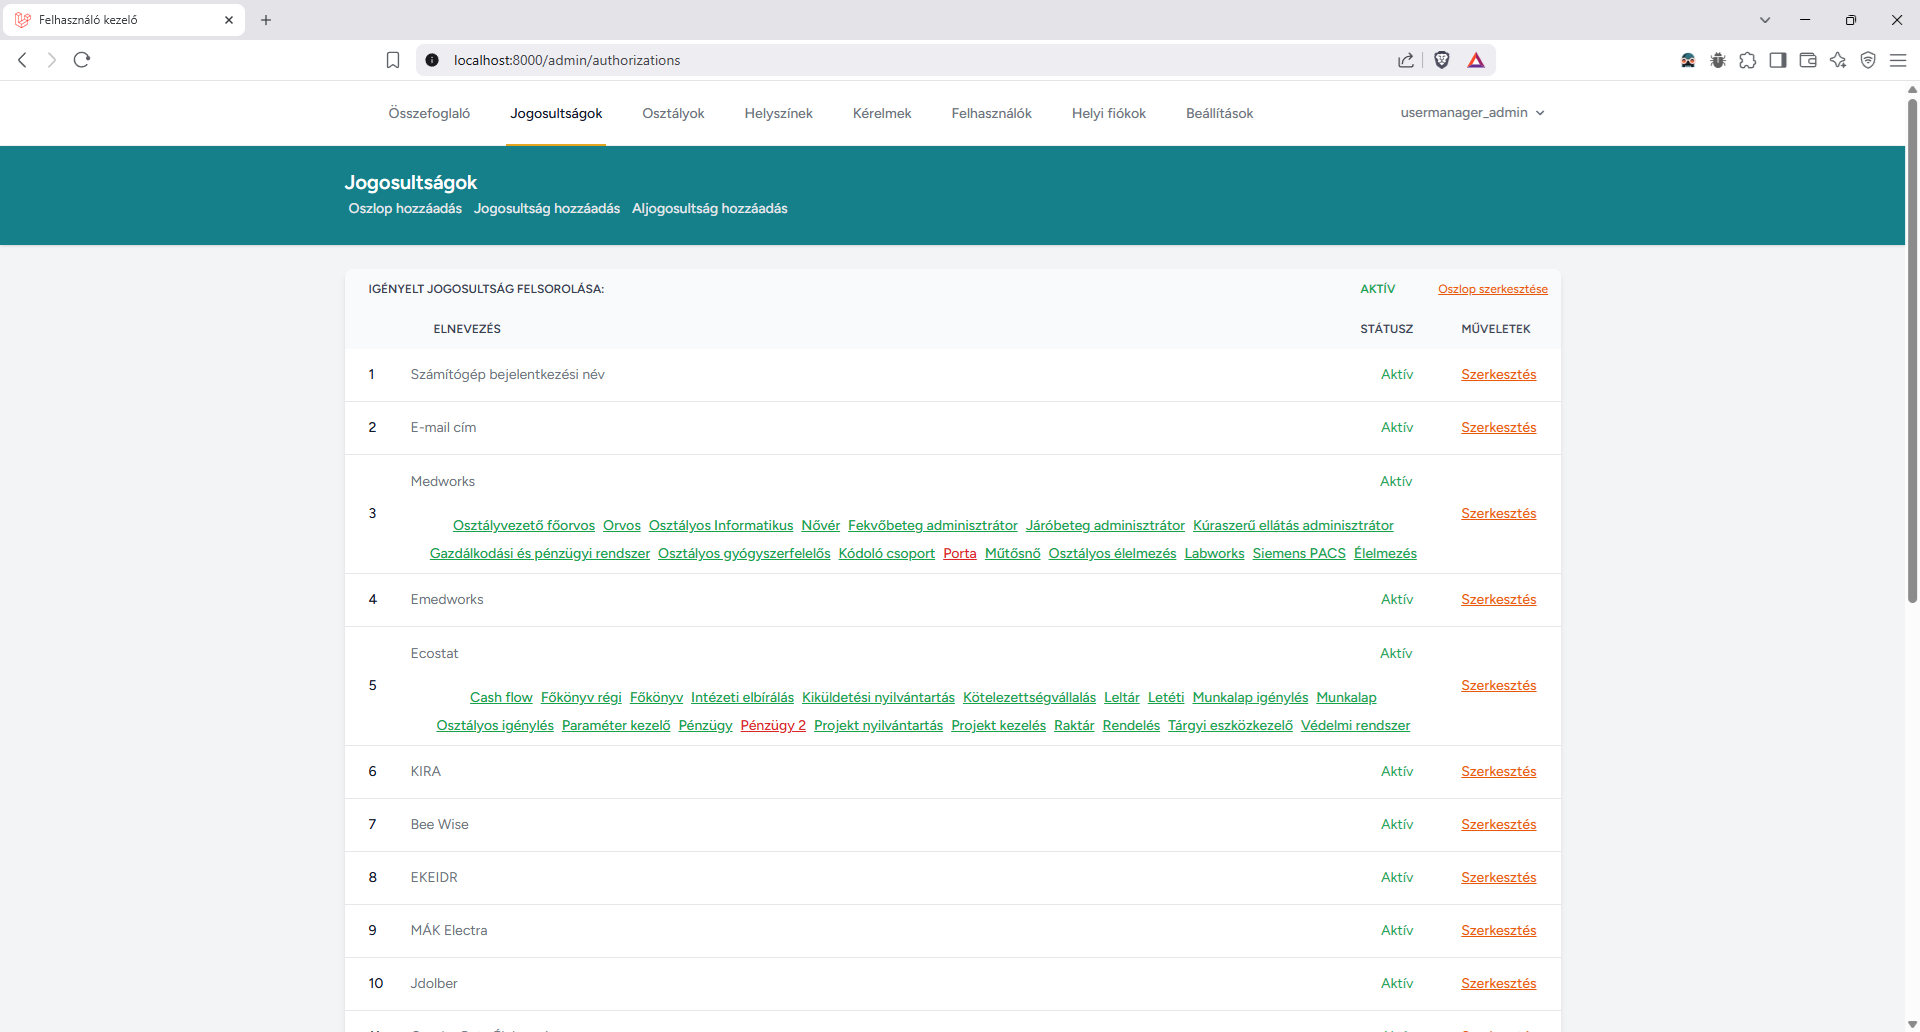 Felhasználó kezelő
localhost:8000/admin/authorizations
Összefoglaló Jogosultságok Osztályok Helyszínek Kérelmek Felhasználók Helyi fiókok Beállítások usermanager_admin
Jogosultságok
Oszlop hozzáadás Jogosultság hozzáadás Aljogosultság hozzáadás
IGÉNYELT JOGOSULTSÁG FELSOROLÁSA: AKTÍV Oszlop szerkesztése
ELNEVEZÉS STÁTUSZ MŰVELETEK
1 Számítógép bejelentkezési név Aktív Szerkesztés
2 E-mail cím Aktív Szerkesztés
Medworks Aktív
3 Szerkesztés
Osztályvezető főorvos Orvos Osztályos Informatikus Nővér Fekvőbeteg adminisztrátor Járóbeteg adminisztrátor Kúraszerű ellátás adminisztrátor
Gazdálkodási és pénzügyi rendszer Osztályos gyógyszerfelelős Kódoló csoport Porta Műtősnő Osztályos élelmezés Labworks Siemens PACS Élelmezés
4 Emedworks Aktív Szerkesztés
Ecostat Aktív
5 Szerkesztés
Cash flow Főkönyv régi Főkönyv Intézeti elbírálás Kiküldetési nyilvántartás Kötelezettségvállalás Leltár Letéti Munkalap igénylés Munkalap
Osztályos igénylés Paraméter kezelő Pénzügy Pénzügy 2 Projekt nyilvántartás Projekt kezelés Raktár Rendelés Tárgyi eszközkezelő Védelmi rendszer
6 KIRA Aktív Szerkesztés
7 Bee Wise Aktív Szerkesztés
8 EKEIDR Aktív Szerkesztés
9 MÁK Electra Aktív Szerkesztés
10 Jdolber Aktív Szerkesztés